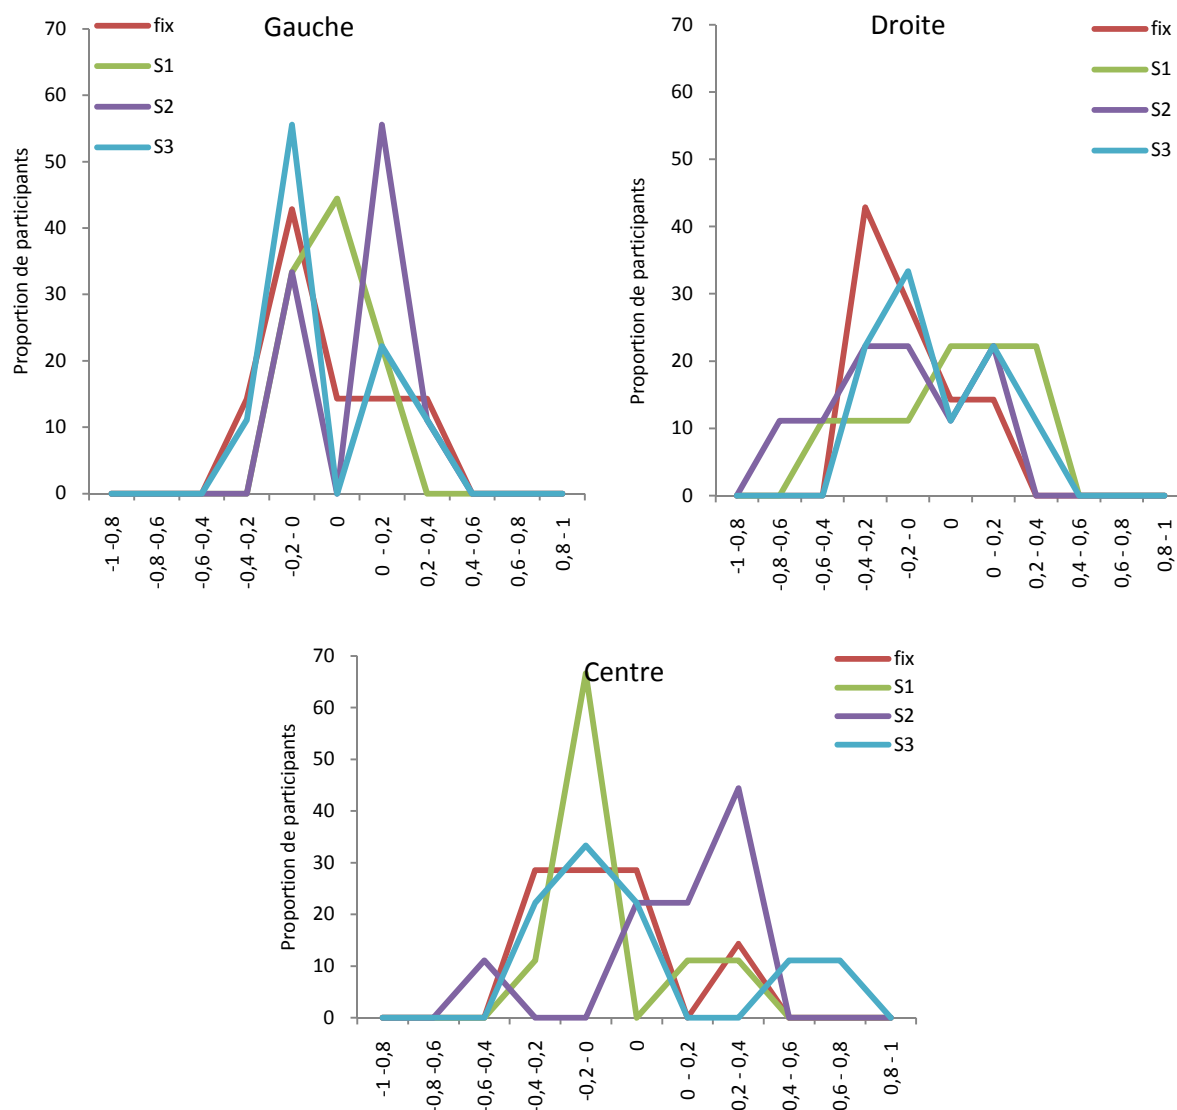 Gauche
fix
S1
S2
S3
Proportion de participants
70
60
50
40
30
20
10
0
-1 -0,8
-0,8 -0,6
-0,6 -0,4
-0,4 -0,2
-0,2 - 0
0
0 - 0,2
0,2 - 0,4
0,4 - 0,6
0,6 - 0,8
0,8 - 1
Droite
fix
S1
S2
S3
Proportion de participants
70
60
50
40
30
20
10
0
-1 -0,8
-0,8 -0,6
-0,6 -0,4
-0,4 -0,2
-0,2 - 0
0
0 - 0,2
0,2 - 0,4
0,4 - 0,6
0,6 - 0,8
0,8 - 1
Centre
fix
S1
S2
S3
Proportion de participants
70
60
50
40
30
20
10
0
-1 -0,8
-0,8 -0,6
-0,6 -0,4
-0,4 -0,2
-0,2 - 0
0
0 - 0,2
0,2 - 0,4
0,4 - 0,6
0,6 - 0,8
0,8 - 1